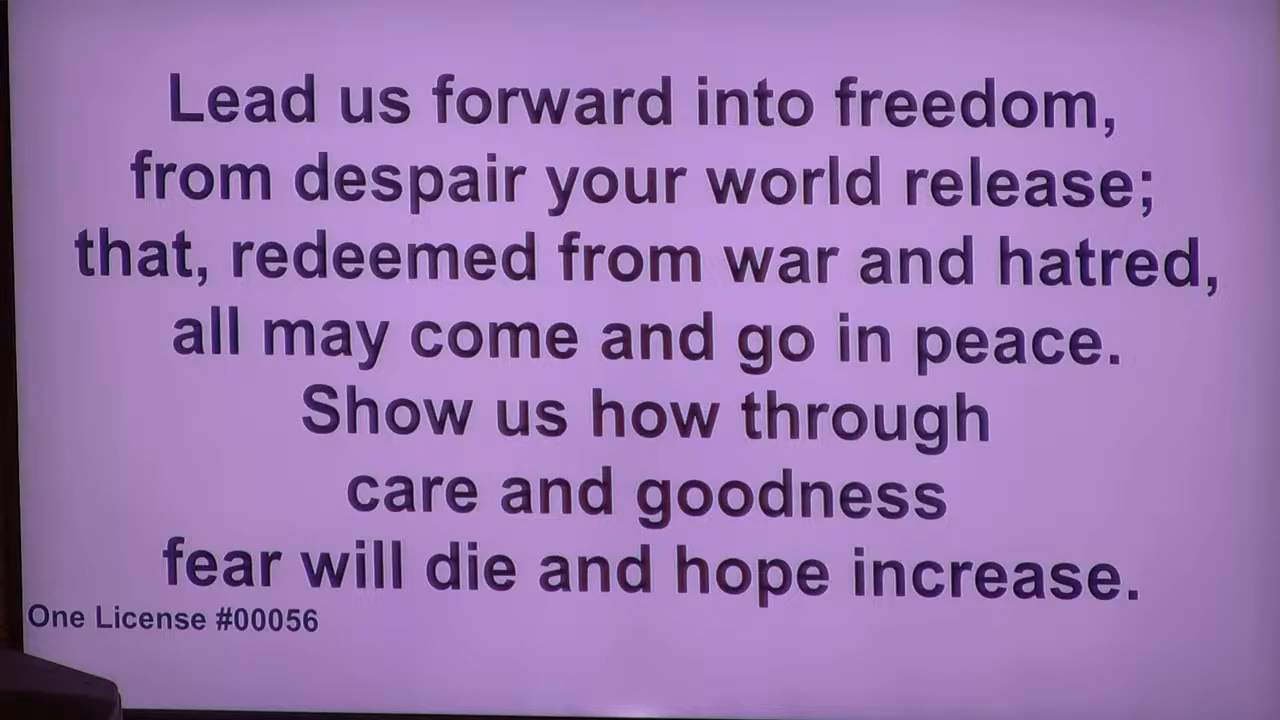 Lead us forward into freedom,
from despair your world release;
that, redeemed from war and hatred,
all may come and go in peace.
Show us how through
care and goodness
fear will die and hope increase.
One License #00056